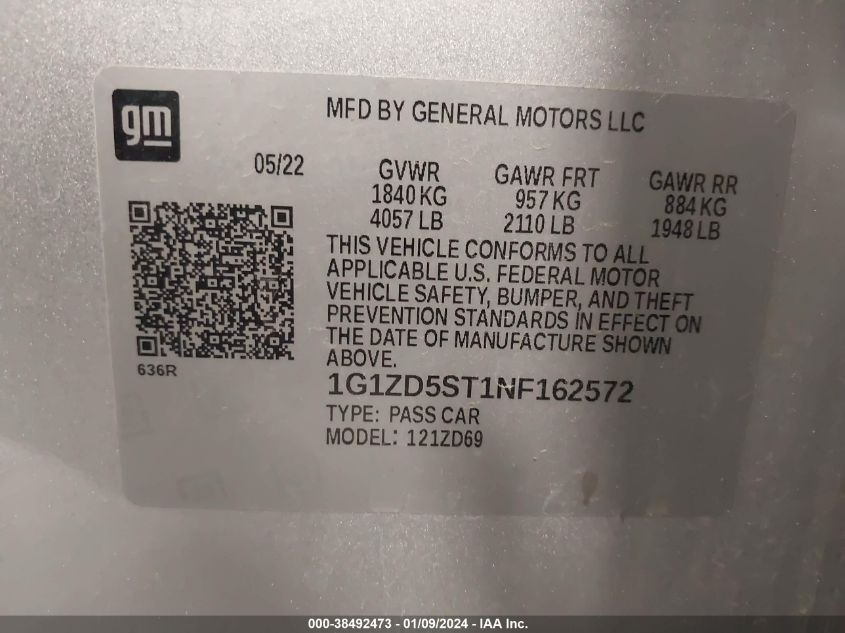 gm
MFD BY GENERAL MOTORS LLC
05/22
GVWR
1840 KG
4057 LB
GAWR FRT
957 KG
2110 LB
GAWR RR
884 KG
1948 LB
THIS VEHICLE CONFORMS TO ALL
APPLICABLE U.S. FEDERAL MOTOR
VEHICLE SAFETY, BUMPER, AND THEFT
PREVENTION STANDARDS IN EFFECT ON
THE DATE OF MANUFACTURE SHOWN
ABOVE.
636R
1G1ZD5ST1NF162572
TYPE: PASS CAR
MODEL: 121ZD69
000-38492473 - 01/09/2024 - IAA Inc.